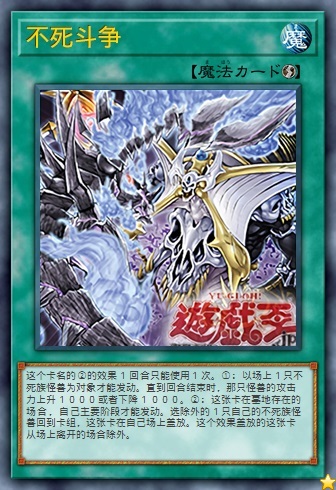 不死斗争
魔
【魔法カード】
YU-GI-OH!
遊戯王
这个卡名的②的效果1回合只能使用1次。①:以场上1只不
死族怪兽为对象才能发动。直到回合结束时,那只怪兽的攻击
力上升1000或者下降1000。②:这张卡在墓地存在的
场合,自己主要阶段才能发动。选除外的1只自己的不死族怪
兽回到卡组,这张卡在自己场上盖放。这个效果盖放的这张卡
从场上离开的场合除外。